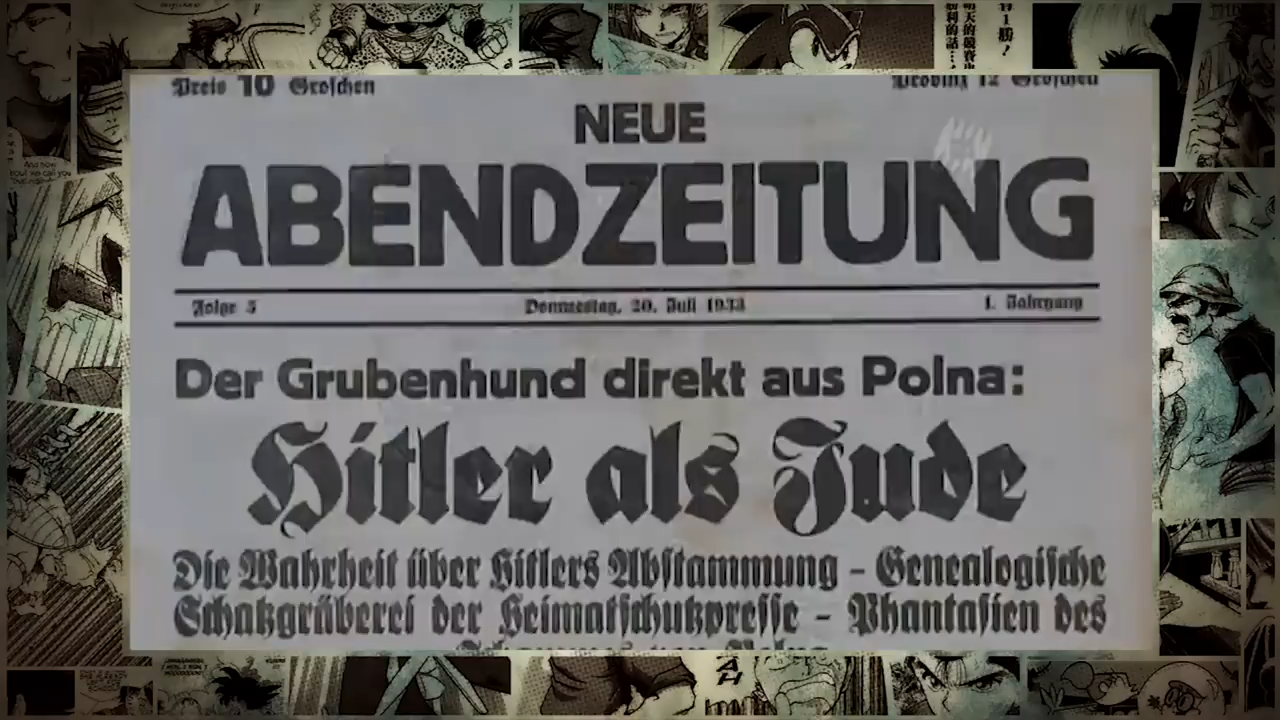 Preis 10 Groschen
Provinz 12 Groschen
NEUE
ABENDZEITUNG
Folge 5
Donnerstag, 20. Juli 1933
1. Jahrgang
Der Grubenhund direkt aus Polna:
Hitler als Jude
Die Wahrheit über Hitlers Abstammung – Genealogische
Schatzgräberei der Heimatschutzpresse – Phantasien des